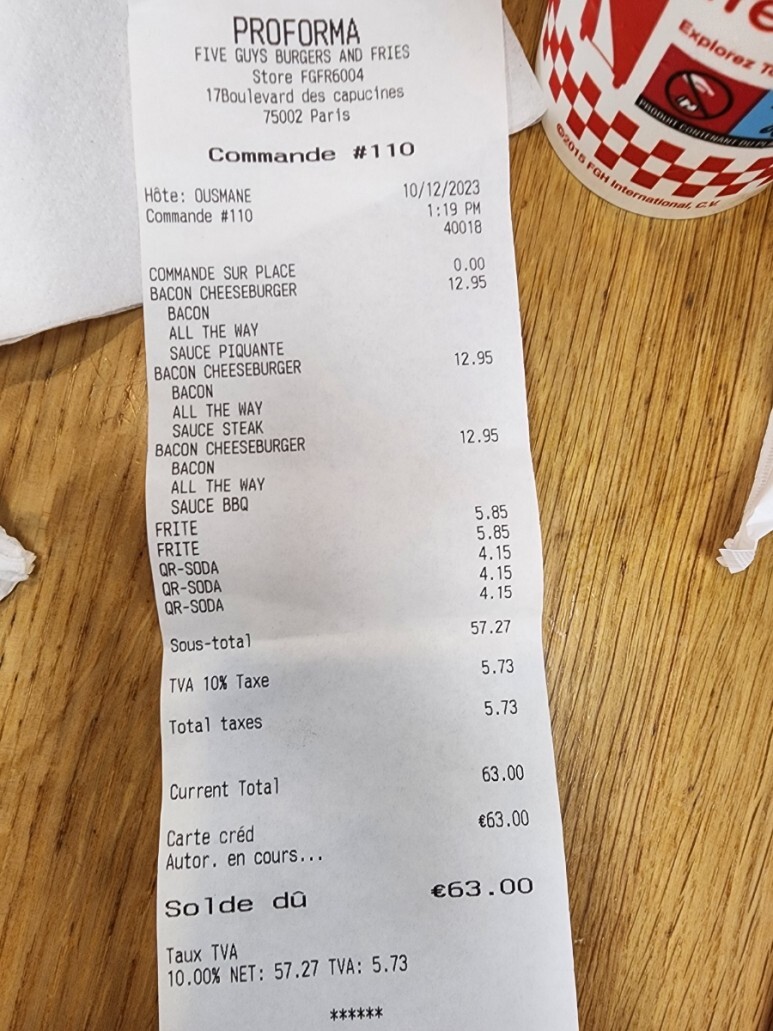 PROFORMA
FIVE GUYS BURGERS AND FRIES
Store FGFR6004
17Boulevard des capucines
75002 Paris
Commande #110
Hôte: OUSMANE 10/12/2023
Commande #110 1:19 PM
40018
COMMANDE SUR PLACE 0.00
BACON CHEESEBURGER 12.95
BACON
ALL THE WAY
SAUCE PIQUANTE
BACON CHEESEBURGER 12.95
BACON
ALL THE WAY
SAUCE STEAK
BACON CHEESEBURGER 12.95
BACON
ALL THE WAY
SAUCE BBQ
FRITE 5.85
FRITE 5.85
QR-SODA 4.15
QR-SODA 4.15
QR-SODA 4.15
Sous-total 57.27
TVA 10% Taxe 5.73
Total taxes 5.73
Current Total 63.00
Carte créd €63.00
Autor. en cours...
Solde dû €63.00
Taux TVA
10.00% NET: 57.27 TVA: 5.73
******
Explorez
PRODUIT CONTENANT DU
©2015 FGH International, C.V.